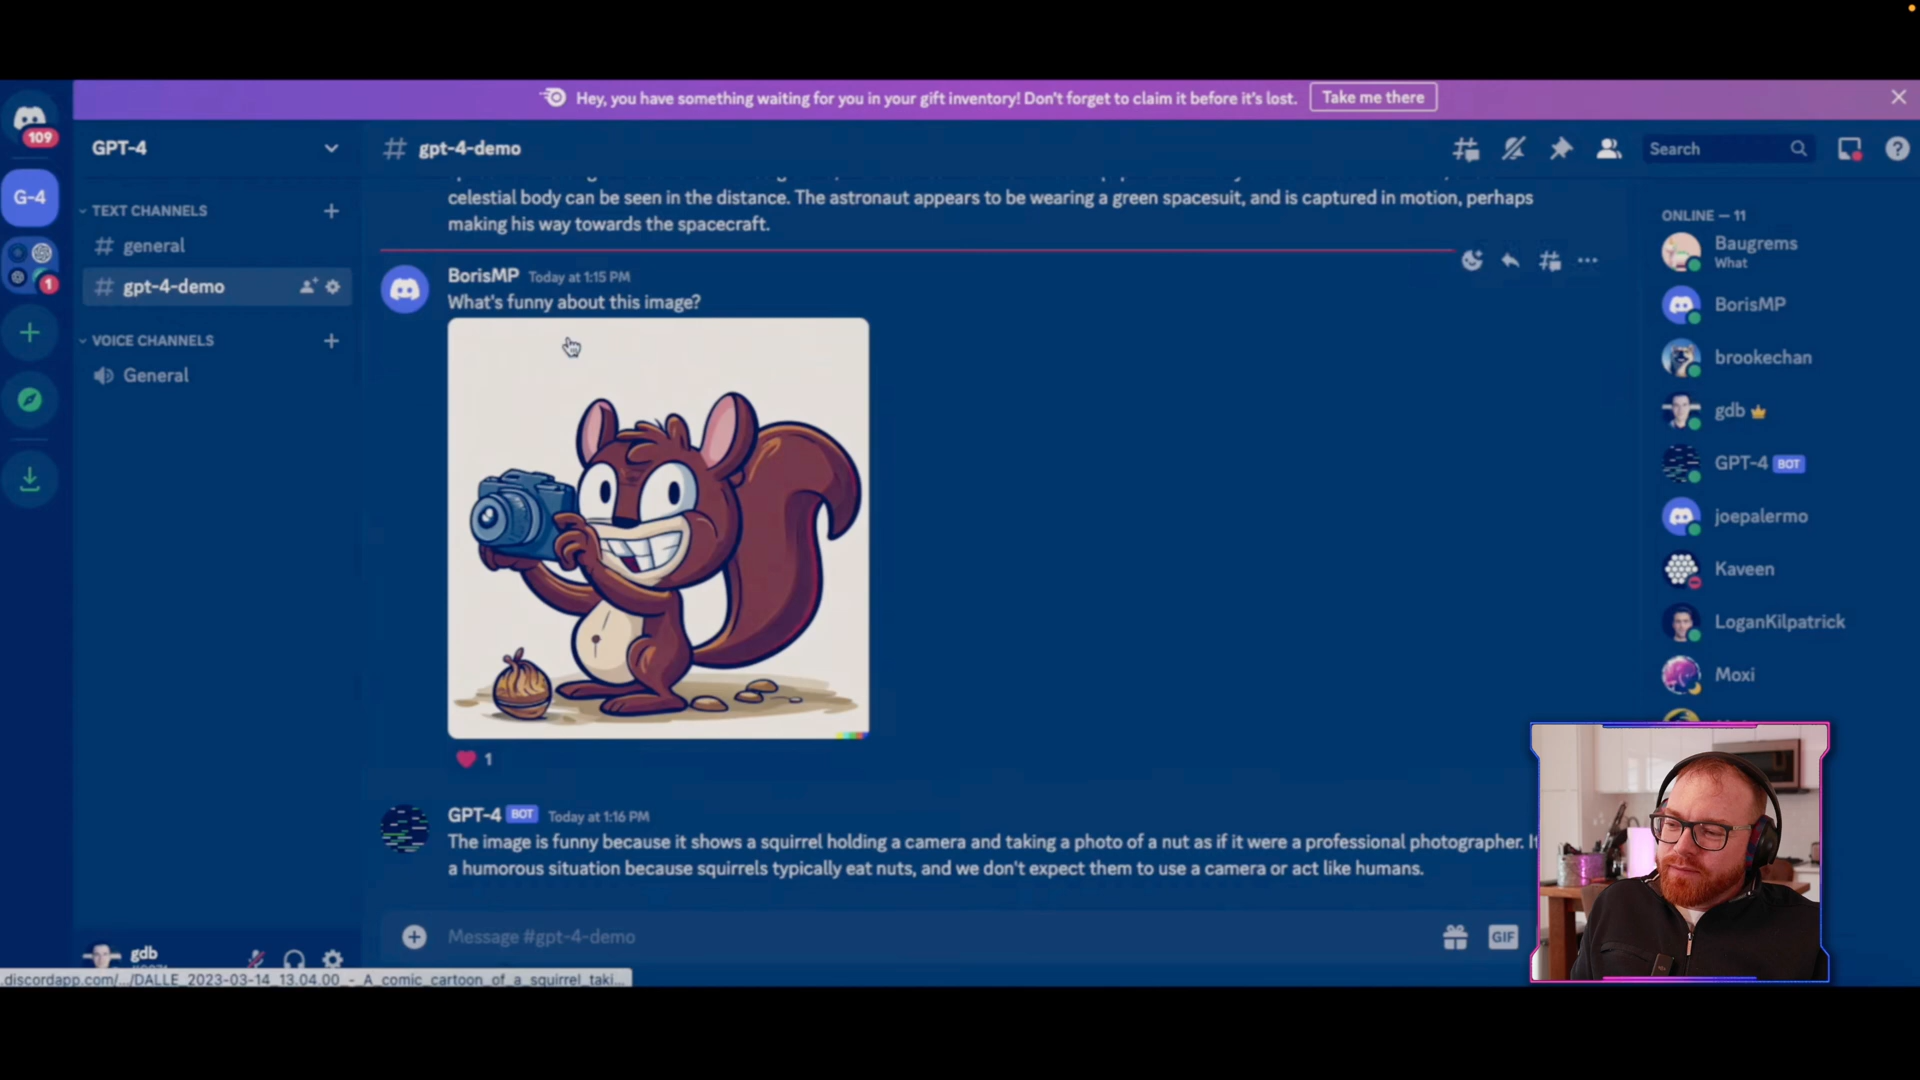 Hey, you have something waiting for you in your gift inventory! Don't forget to claim it before it's lost.
Take me there
109
GPT-4
gpt-4-demo
Search
G-4
1
TEXT CHANNELS
general
gpt-4-demo
VOICE CHANNELS
General
celestial body can be seen in the distance. The astronaut appears to be wearing a green spacesuit, and is captured in motion, perhaps
making his way towards the spacecraft.
BorisMP Today at 1:15 PM
What's funny about this image?
1
GPT-4 BOT Today at 1:16 PM
The image is funny because it shows a squirrel holding a camera and taking a photo of a nut as if it were a professional photographer.
a humorous situation because squirrels typically eat nuts, and we don't expect them to use a camera or act like humans.
Message #gpt-4-demo
GIF
ONLINE — 11
Baugrems
What
BorisMP
brookechan
gdb
GPT-4 BOT
joepalermo
Kaveen
LoganKilpatrick
Moxi
gdb
.discordapp.com/.../DALLE_2023-03-14_13.04.00_-_A_comic_cartoon_of_a_squirrel_taki...